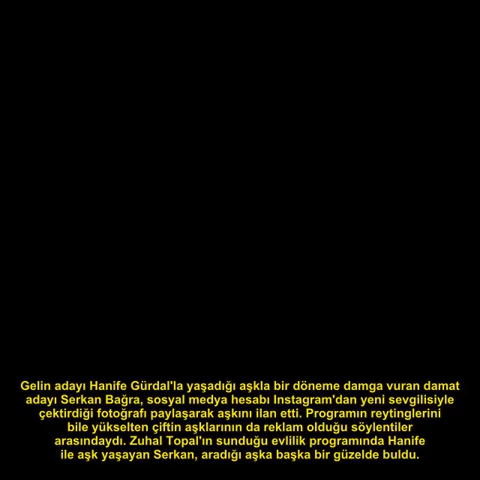 Gelin adayı Hanife Gürdal'la yaşadığı aşkla bir döneme damga vuran damat
adayı Serkan Bağra, sosyal medya hesabı Instagram'dan yeni sevgilisiyle
çektirdiği fotoğrafı paylaşarak aşkını ilan etti. Programın reytinglerini
bile yükselten çiftin aşklarının da reklam olduğu söylentiler
arasındaydı. Zuhal Topal'ın sunduğu evlilik programında Hanife
ile aşk yaşayan Serkan, aradığı aşka başka bir güzelde buldu.